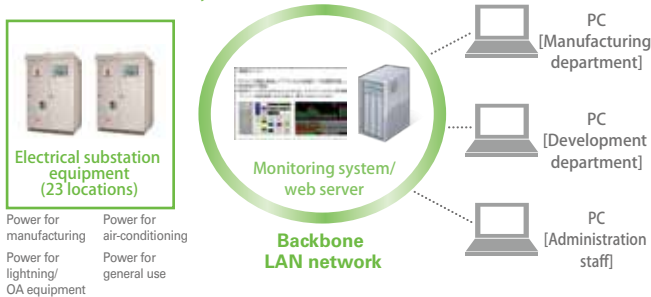 Electrical substation
equipment
(23 locations)
Power for
manufacturing
Power for
air-conditioning
Power for
lightning/
OA equipment
Power for
general use
Monitoring system/
web server
Backbone
LAN network
PC
[Manufacturing
department]
PC
[Development
department]
PC
[Administration
staff]